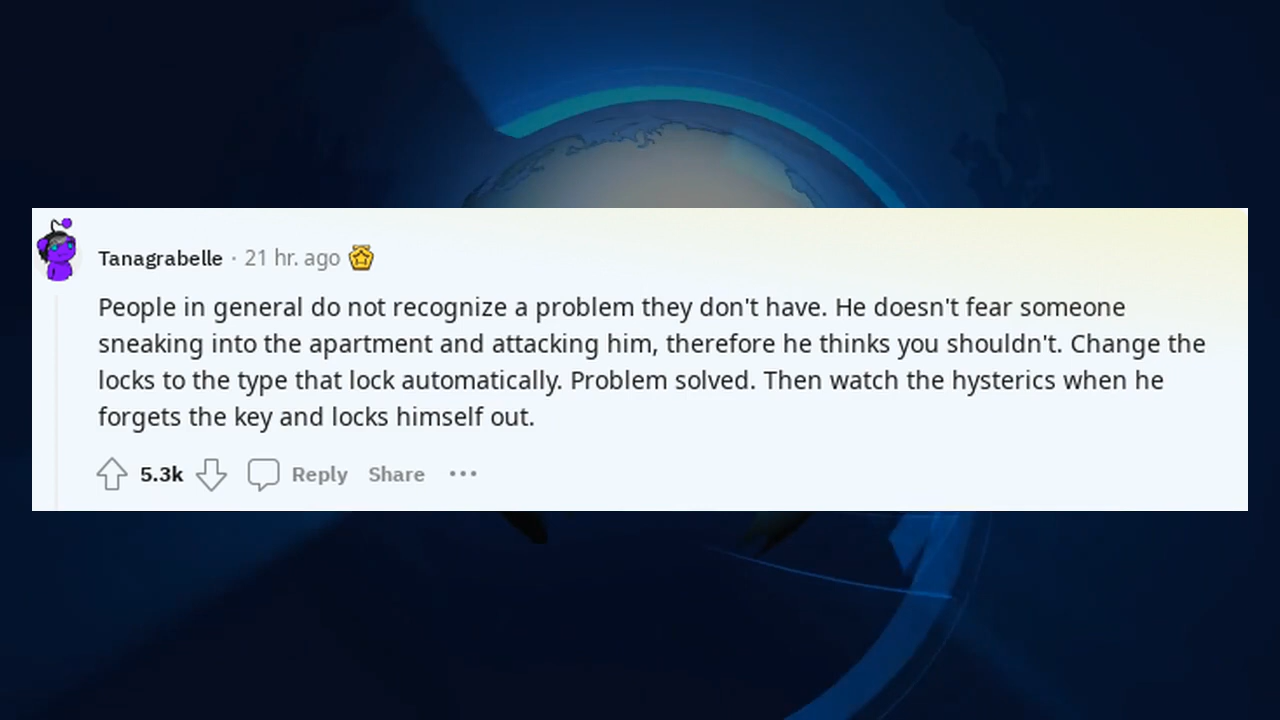 Tanagrabelle · 21 hr. ago
People in general do not recognize a problem they don't have. He doesn't fear someone
sneaking into the apartment and attacking him, therefore he thinks you shouldn't. Change the
locks to the type that lock automatically. Problem solved. Then watch the hysterics when he
forgets the key and locks himself out.
5.3k Reply Share ···